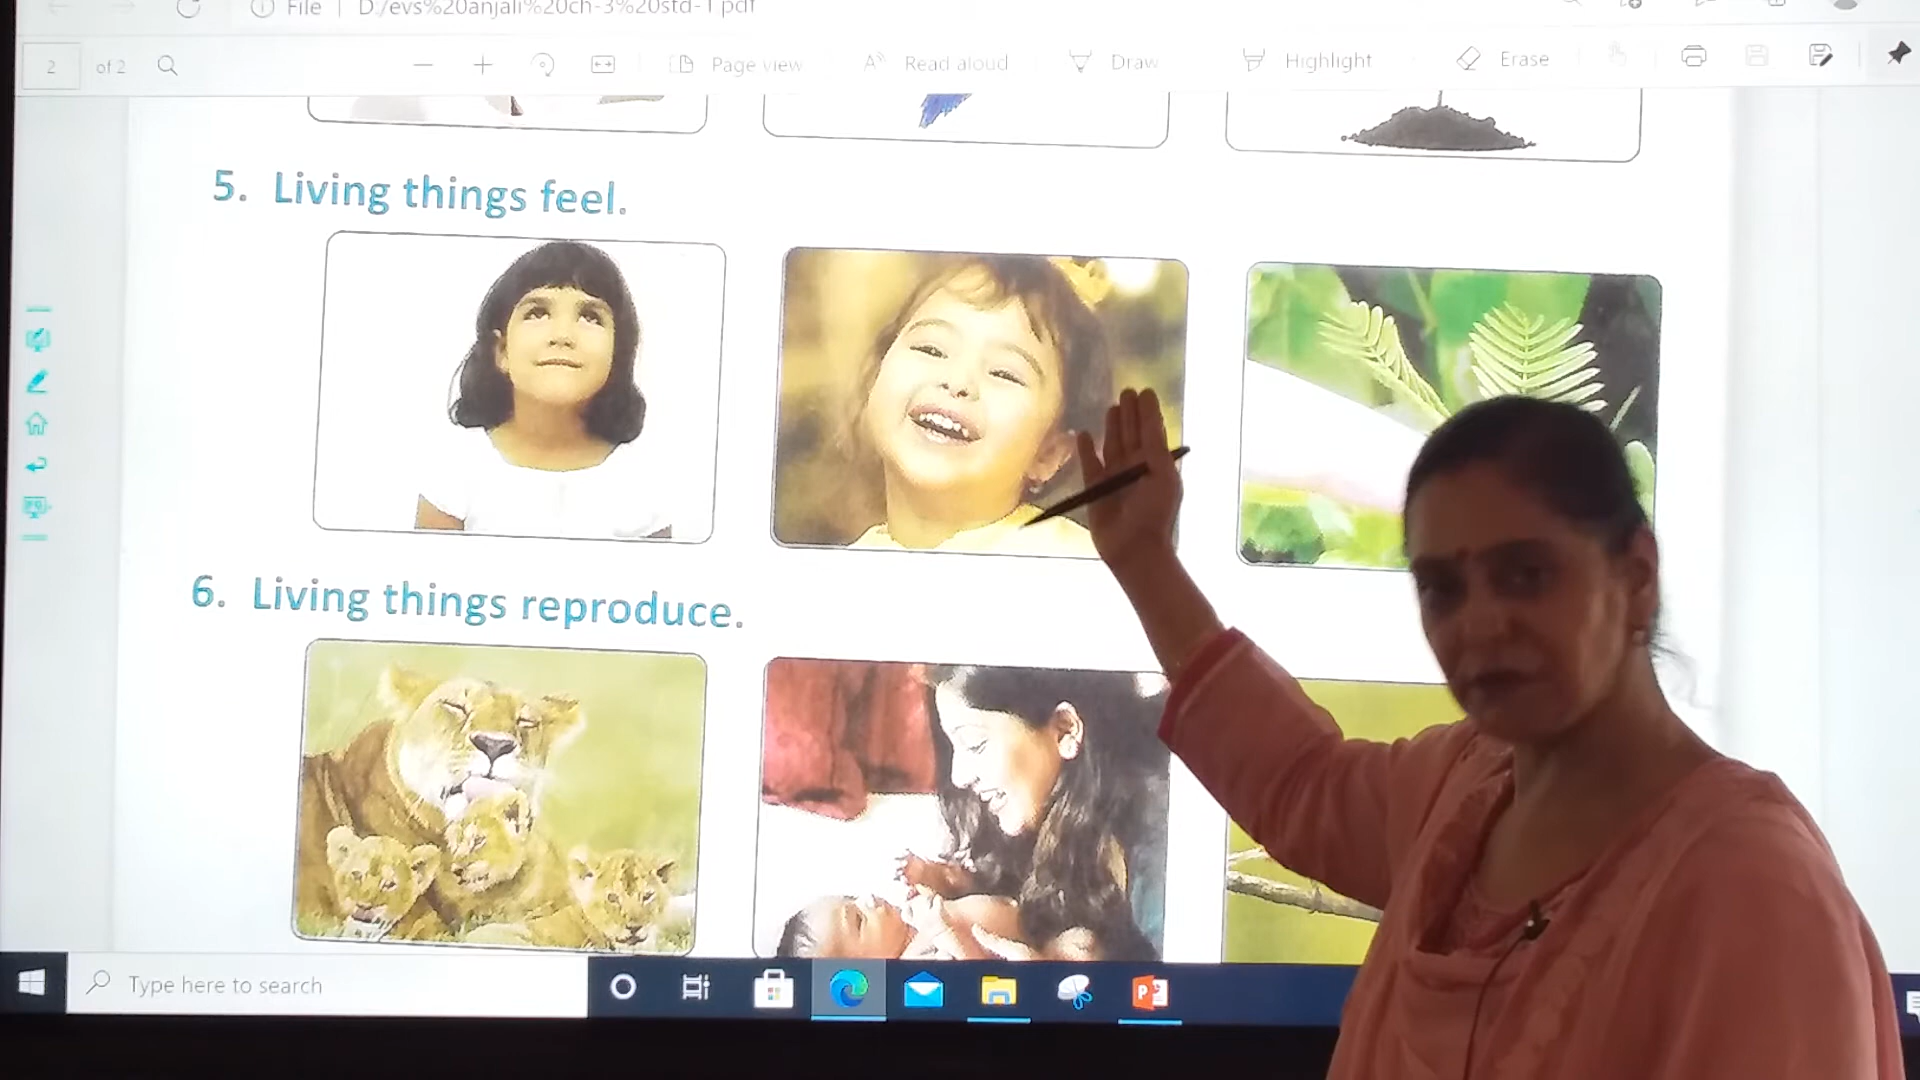 File | D:/evs%20anjali%20ch-3%20std-1.pdf
2 of 2 Page view Read aloud Draw Highlight Erase
5. Living things feel.
6. Living things reproduce.
Type here to search